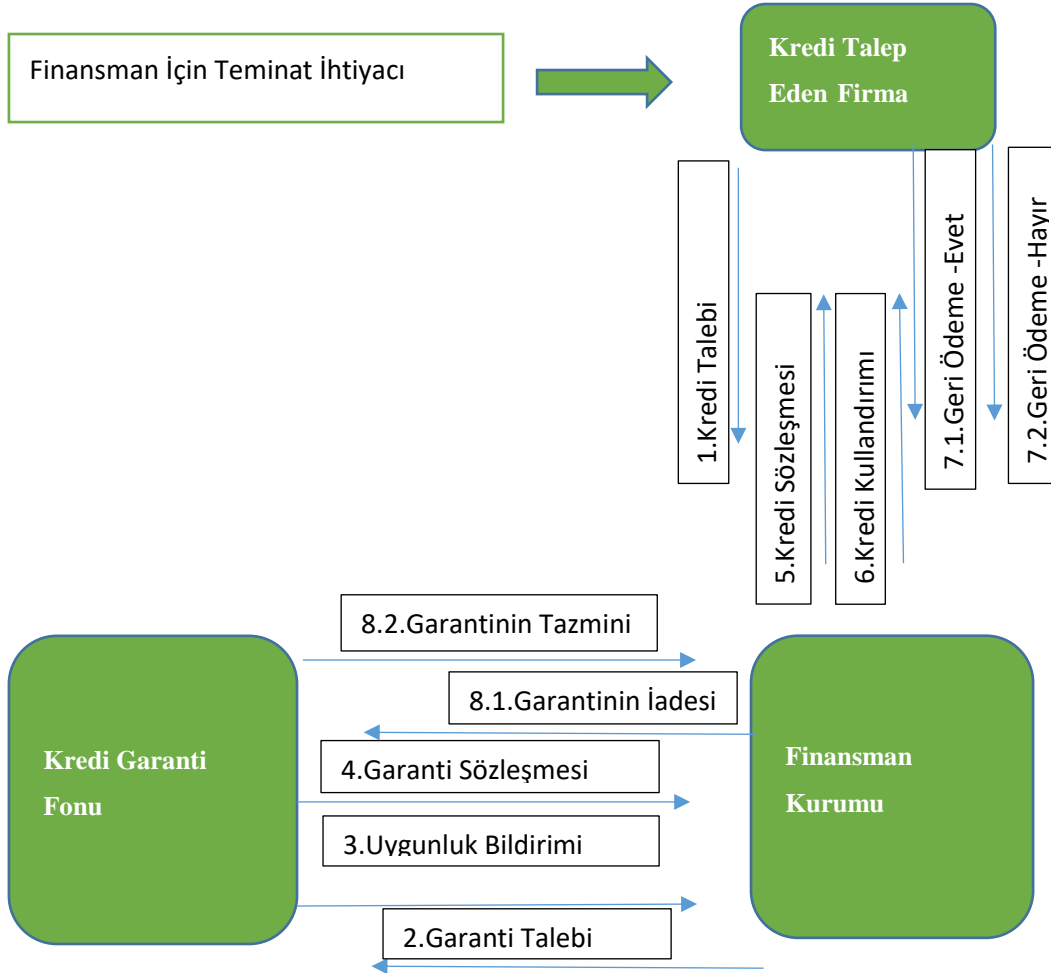 Finansman İçin Teminat İhtiyacı
Kredi Talep
Eden Firma
1.Kredi Talebi
5.Kredi Sözleşmesi
6.Kredi Kullandırımı
7.1.Geri Ödeme -Evet
7.2.Geri Ödeme -Hayır
8.2.Garantinin Tazmini
8.1.Garantinin İadesi
Kredi Garanti
Fonu
4.Garanti Sözleşmesi
3.Uygunluk Bildirimi
2.Garanti Talebi
Finansman
Kurumu